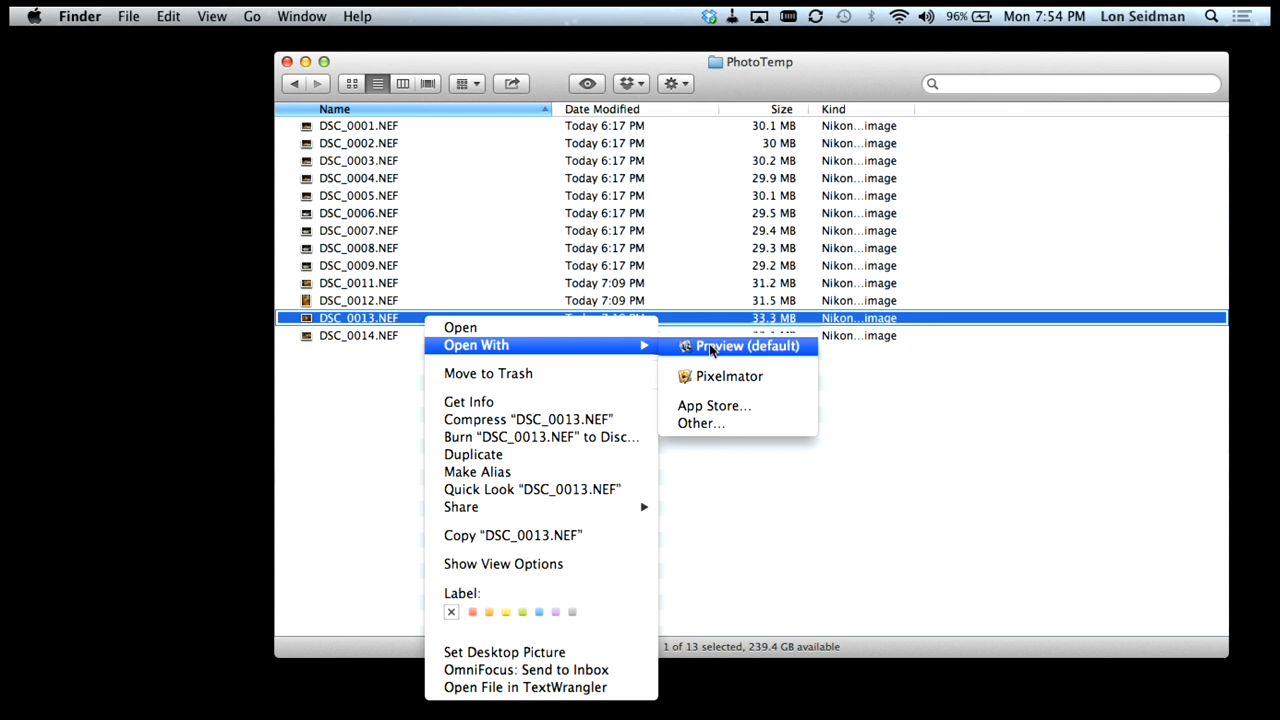 Finder File Edit View Go Window Help 96% Mon 7:54 PM Lon Seidman
PhotoTemp
Name Date Modified Size Kind
DSC_0001.NEF Today 6:17 PM 30.1 MB Nikon...image
DSC_0002.NEF Today 6:17 PM 30 MB Nikon...image
DSC_0003.NEF Today 6:17 PM 30.2 MB Nikon...image
DSC_0004.NEF Today 6:17 PM 29.9 MB Nikon...image
DSC_0005.NEF Today 6:17 PM 30.1 MB Nikon...image
DSC_0006.NEF Today 6:17 PM 29.5 MB Nikon...image
DSC_0007.NEF Today 6:17 PM 29.4 MB Nikon...image
DSC_0008.NEF Today 6:17 PM 29.3 MB Nikon...image
DSC_0009.NEF Today 6:17 PM 29.2 MB Nikon...image
DSC_0011.NEF Today 7:09 PM 31.2 MB Nikon...image
DSC_0012.NEF Today 7:09 PM 31.5 MB Nikon...image
DSC_0013.NEF 33.3 MB Nikon...image
DSC_0014.NEF Nikon...image
Open
Open With
Move to Trash
Get Info
Compress “DSC_0013.NEF”
Burn “DSC_0013.NEF” to Disc...
Duplicate
Make Alias
Quick Look “DSC_0013.NEF”
Share
Copy “DSC_0013.NEF”
Show View Options
Label:
Set Desktop Picture
OmniFocus: Send to Inbox
Open File in TextWrangler
Preview (default)
Pixelmator
App Store...
Other...
1 of 13 selected, 239.4 GB available